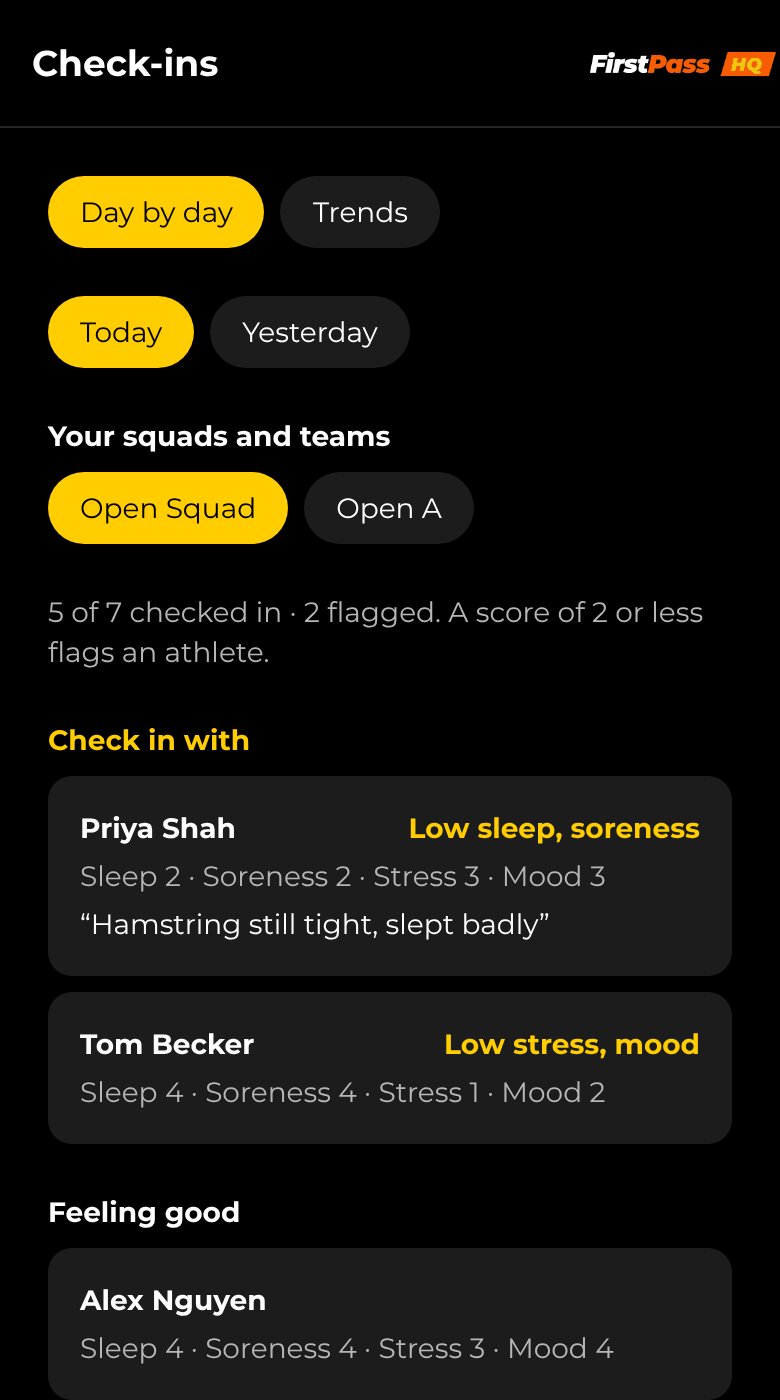 Check-ins
FirstPass HQ
Day by day
Trends
Today
Yesterday
Your squads and teams
Open Squad
Open A
5 of 7 checked in · 2 flagged. A score of 2 or less
flags an athlete.
Check in with
Priya Shah
Low sleep, soreness
Sleep 2 · Soreness 2 · Stress 3 · Mood 3
“Hamstring still tight, slept badly”
Tom Becker
Low stress, mood
Sleep 4 · Soreness 4 · Stress 1 · Mood 2
Feeling good
Alex Nguyen
Sleep 4 · Soreness 4 · Stress 3 · Mood 4